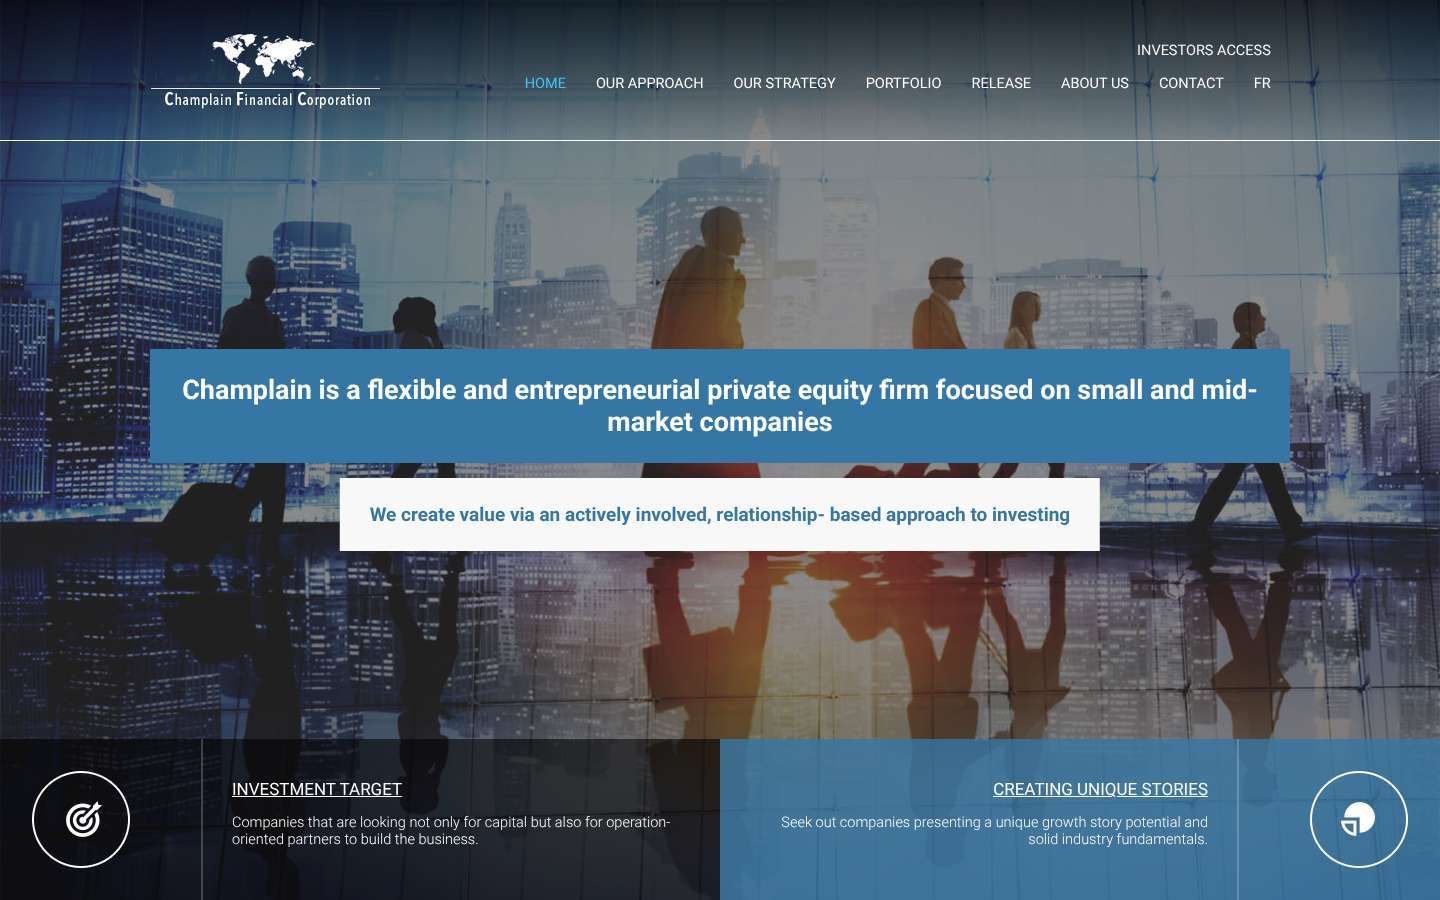 INVESTORS ACCESS
Champlain Financial Corporation
HOME OUR APPROACH OUR STRATEGY PORTFOLIO RELEASE ABOUT US CONTACT FR
Champlain is a flexible and entrepreneurial private equity firm focused on small and mid-
market companies
We create value via an actively involved, relationship- based approach to investing
INVESTMENT TARGET
Companies that are looking not only for capital but also for operation-
oriented partners to build the business.
CREATING UNIQUE STORIES
Seek out companies presenting a unique growth story potential and
solid industry fundamentals.